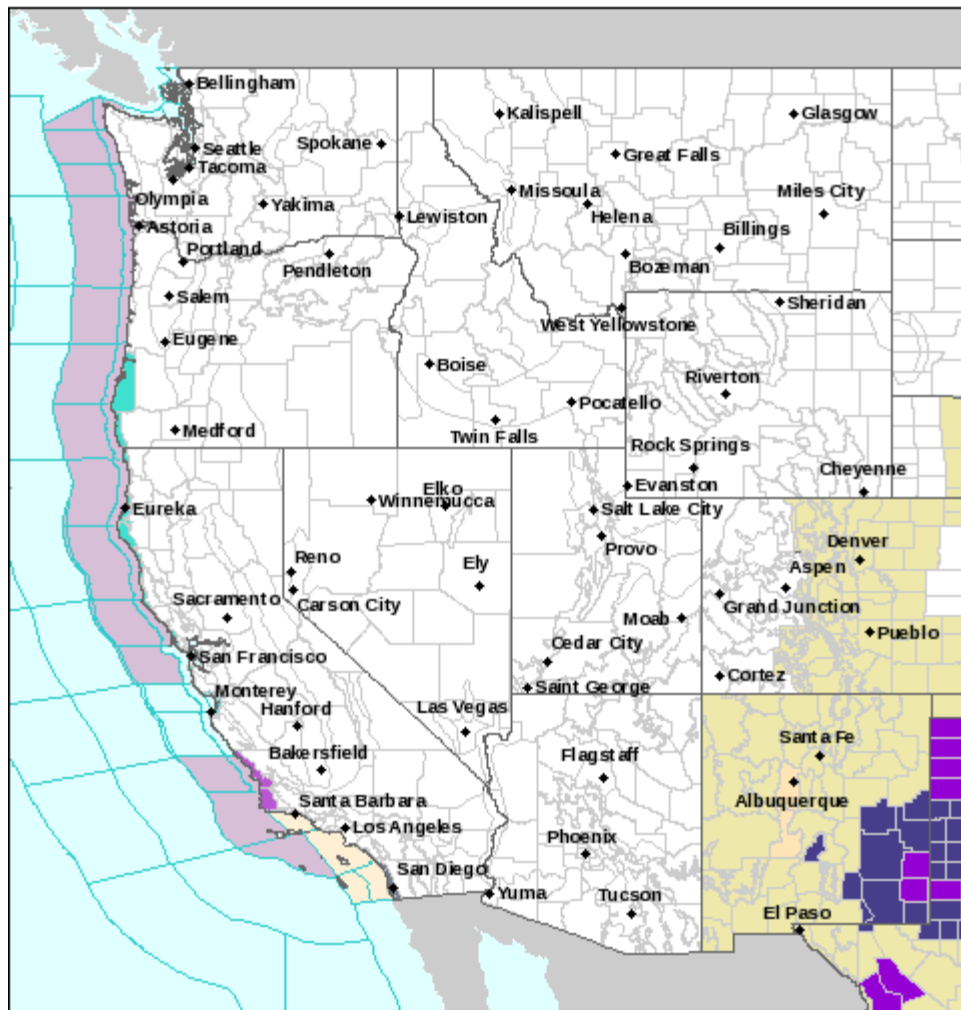 Bellingham
Kalispell
Glasgow
Seattle
Spokane
Great Falls
Tacoma
Olympia
Missoula
Miles City
Yakima
Lewiston
Helena
Astoria
Billings
Portland
Pendleton
Bozeman
Salem
Sheridan
West Yellowstone
Eugene
Boise
Riverton
Pocatello
Medford
Twin Falls
Rock Springs
Cheyenne
Elko
Evanston
Winnemucca
Eureka
Salt Lake City
Denver
Provo
Reno
Ely
Aspen
Sacramento
Carson City
Grand Junction
Moab
Pueblo
San Francisco
Cedar City
Cortez
Saint George
Monterey
Hanford
Las Vegas
Santa Fe
Bakersfield
Flagstaff
Albuquerque
Santa Barbara
Los Angeles
Phoenix
San Diego
Yuma
Tucson
El Paso